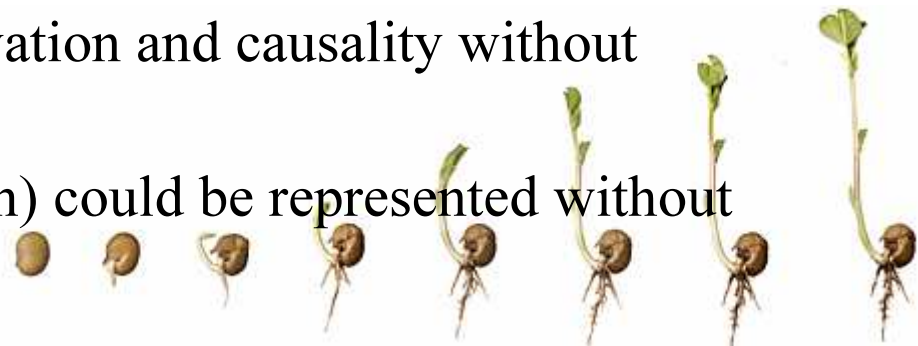 vation and causality without
n) could be represented without